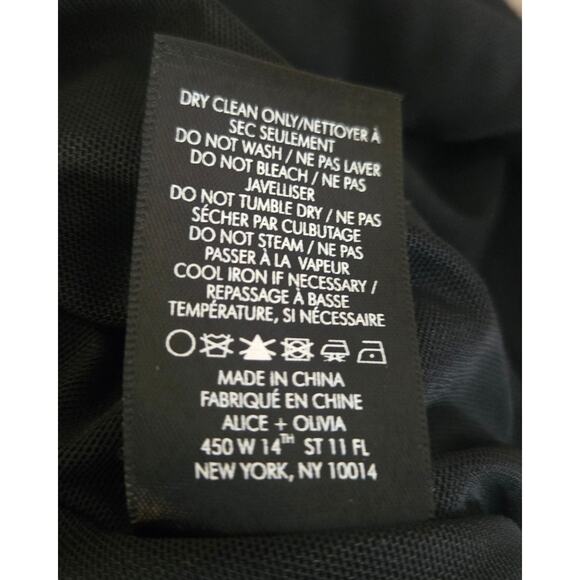 DRY CLEAN ONLY/NETTOYER À
SEC SEULEMENT
DO NOT WASH / NE PAS LAVER
DO NOT BLEACH / NE PAS
JAVELLISER
DO NOT TUMBLE DRY / NE PAS
SÉCHER PAR CULBUTAGE
DO NOT STEAM / NE PAS
PASSER À LA VAPEUR
COOL IRON IF NECESSARY /
REPASSAGE À BASSE
TEMPÉRATURE, SI NÉCESSAIRE
MADE IN CHINA
FABRIQUÉ EN CHINE
ALICE + OLIVIA
450 W 14TH ST 11 FL
NEW YORK, NY 10014